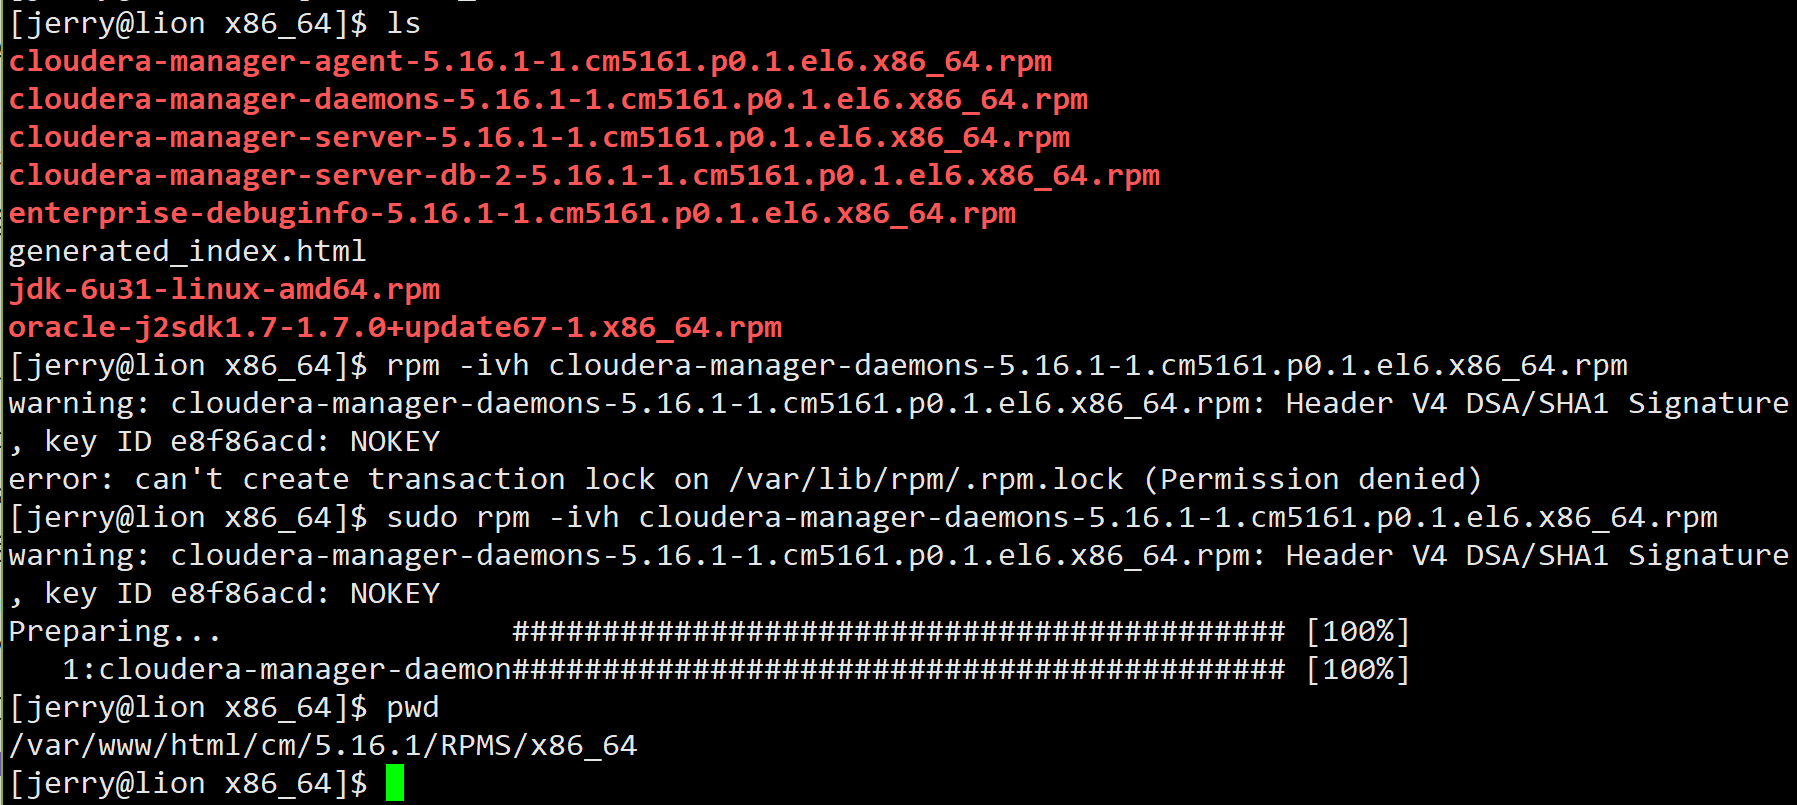 [jerry@lion x86_64]$ ls
cloudera-manager-agent-5.16.1-1.cm5161.p0.1.el6.x86_64.rpm
cloudera-manager-daemons-5.16.1-1.cm5161.p0.1.el6.x86_64.rpm
cloudera-manager-server-5.16.1-1.cm5161.p0.1.el6.x86_64.rpm
cloudera-manager-server-db-2-5.16.1-1.cm5161.p0.1.el6.x86_64.rpm
enterprise-debuginfo-5.16.1-1.cm5161.p0.1.el6.x86_64.rpm
generated_index.html
jdk-6u31-linux-amd64.rpm
oracle-j2sdk1.7-1.7.0+update67-1.x86_64.rpm
[jerry@lion x86_64]$ rpm -ivh cloudera-manager-daemons-5.16.1-1.cm5161.p0.1.el6.x86_64.rpm
warning: cloudera-manager-daemons-5.16.1-1.cm5161.p0.1.el6.x86_64.rpm: Header V4 DSA/SHA1 Signature
, key ID e8f86acd: NOKEY
error: can't create transaction lock on /var/lib/rpm/.rpm.lock (Permission denied)
[jerry@lion x86_64]$ sudo rpm -ivh cloudera-manager-daemons-5.16.1-1.cm5161.p0.1.el6.x86_64.rpm
warning: cloudera-manager-daemons-5.16.1-1.cm5161.p0.1.el6.x86_64.rpm: Header V4 DSA/SHA1 Signature
, key ID e8f86acd: NOKEY
Preparing...                ########################################### [100%]
   1:cloudera-manager-daemon########################################### [100%]
[jerry@lion x86_64]$ pwd
/var/www/html/cm/5.16.1/RPMS/x86_64
[jerry@lion x86_64]$